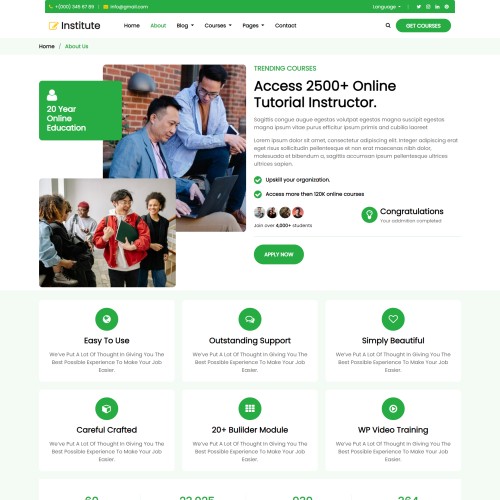 +(000) 345 67 89 info@gmail.com Language
Institute Home About Blog Courses Pages Contact GET COURSES
Home / About Us
20 Year
Online
Education
TRENDING COURSES
Access 2500+ Online
Tutorial Instructor.
Sagittis congue augue egestas volutpat egestas magna suscipit egestas
magna ipsum vitae purus efficitur ipsum primis and cubilia laoreet
Lorem ipsum dolor sit amet, consectetur adipiscing elit. Curabitur arcu
erat, reget nisi sollicitudin pellentesque et non erat. Maecenas nibh dolor,
malesuada et bibendum a, sagittis accumsan ipsum pellentesque ultrices
ultrices sapien.
Upskill your organization.
Access more then 120K online courses
Join over 4,000+ students
Congratulations
Your addmition completed
APPLY NOW
Easy To Use
We've Put A Lot Of Thought In Giving You The
Best Possible Experience To Make Your Job
Easier.
Outstanding Support
We've Put A Lot Of Thought In Giving You The
Best Possible Experience To Make Your Job
Easier.
Simply Beautiful
We've Put A Lot Of Thought In Giving You The
Best Possible Experience To Make Your Job
Easier.
Careful Crafted
We've Put A Lot Of Thought In Giving You The
Best Possible Experience To Make Your Job
Easier.
20+ Builder Module
We've Put A Lot Of Thought In Giving You The
Best Possible Experience To Make Your Job
Easier.
WP Video Training
We've Put A Lot Of Thought In Giving You The
Best Possible Experience To Make Your Job
Easier.